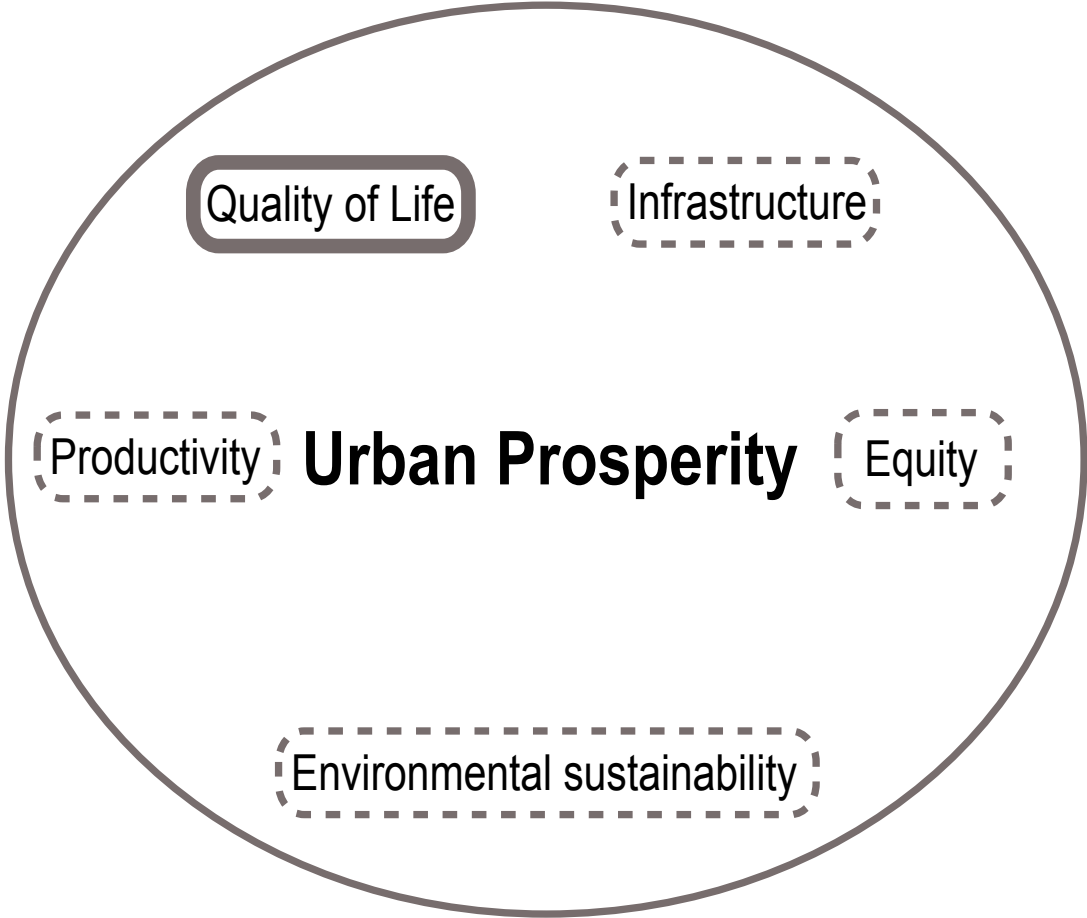 Quality of Life
Infrastructure
Productivity
Urban Prosperity
Equity
Environmental sustainability